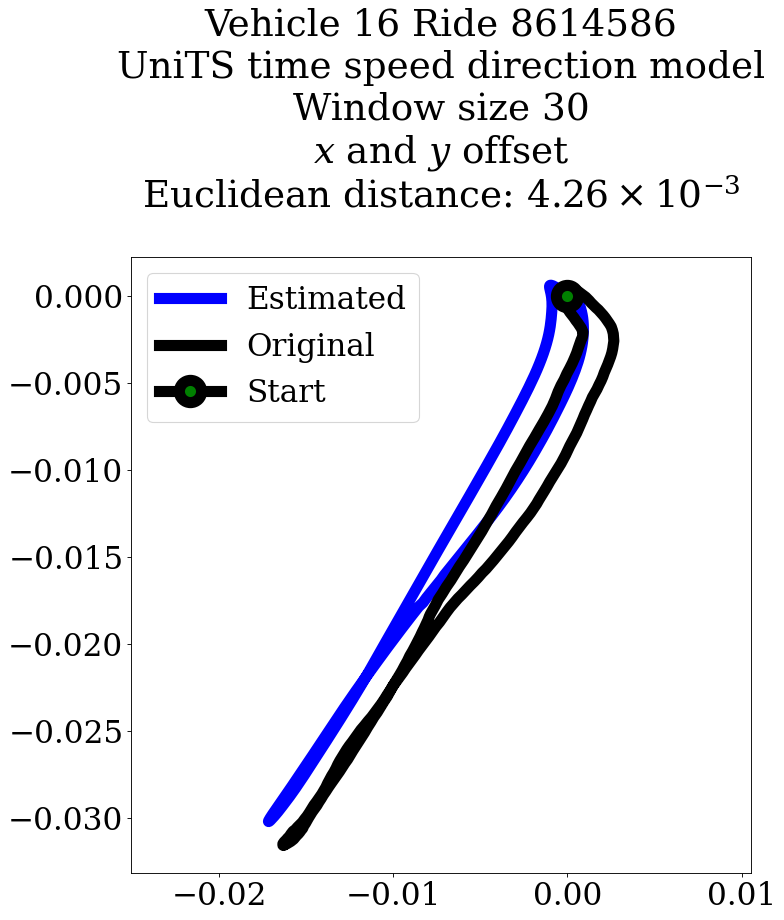 Vehicle 16 Ride 8614586
UniTS time speed direction model
Window size 30
x and y offset
Euclidean distance: 4.26 × 10⁻³
Estimated
Original
Start
0.000
−0.005
−0.010
−0.015
−0.020
−0.025
−0.030
−0.02 −0.01 0.00 0.01